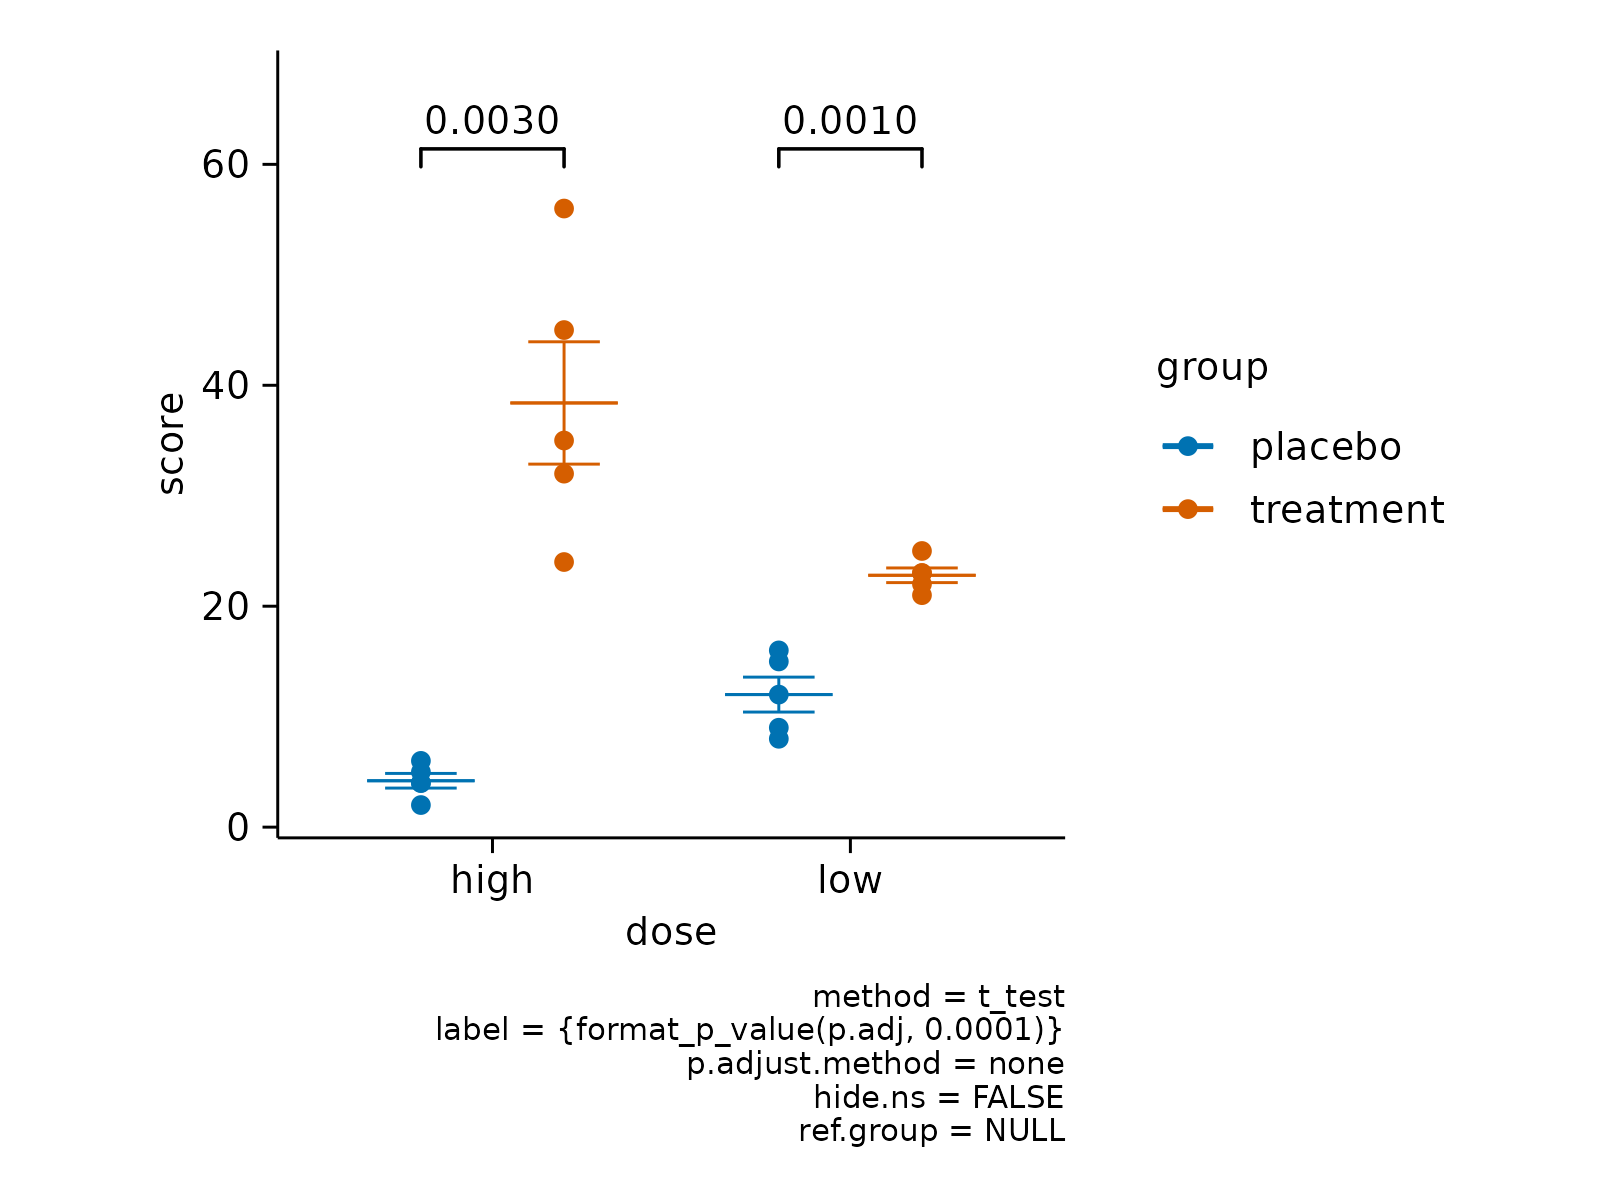 0.0030
0.0010
60
40
20
0
score
high
low
dose
group
placebo
treatment
method = t_test
label = {format_p_value(p.adj, 0.0001)}
p.adjust.method = none
hide.ns = FALSE
ref.group = NULL